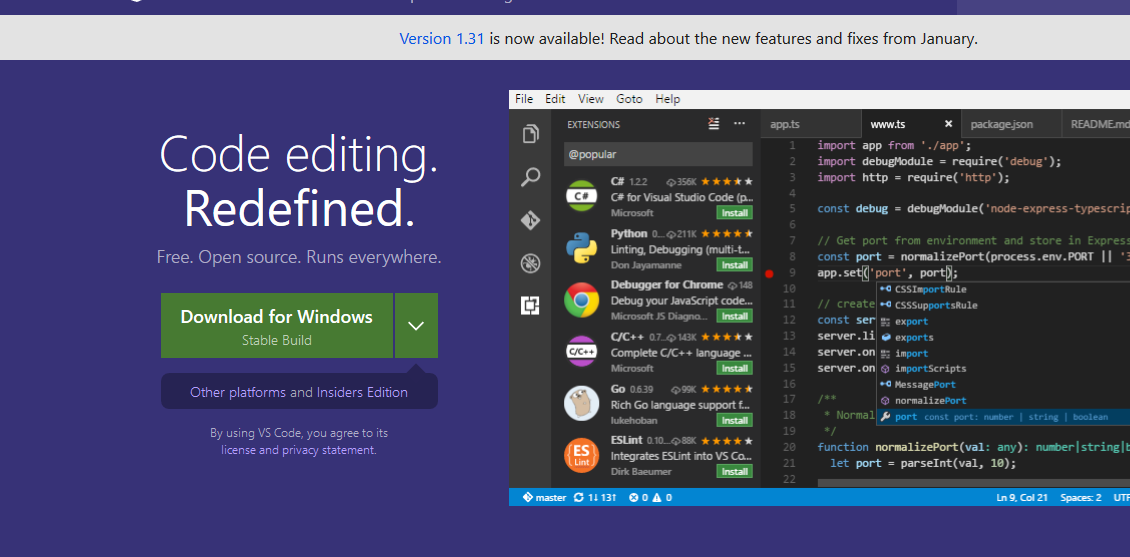 Version 1.31 is now available! Read about the new features and fixes from January.
Code editing.
Redefined.
Free. Open source. Runs everywhere.
Download for Windows
Stable Build
Other platforms and Insiders Edition
By using VS Code, you agree to its
license and privacy statement.
File Edit View Goto Help
EXTENSIONS
@popular
C# 1.2.2 356K
C# for Visual Studio Code (p...
Microsoft Install
Python 0... 211K
Linting, Debugging (multi-t...
Don Jayamanne Install
Debugger for Chrome 148
Debug your JavaScript code...
Microsoft JS Diagno... Install
C/C++ 0.7... 143K
Complete C/C++ language ...
Microsoft Install
Go 0.6.39 99K
Rich Go language support f...
lukehoban Install
ESLint 0.10... 88K
Integrates ESLint into VS Co...
Dirk Baeumer Install
app.ts www.ts package.json README.md
1 import app from './app';
2 import debugModule = require('debug');
3 import http = require('http');
4
5 const debug = debugModule('node-express-typescrip
6
7 // Get port from environment and store in Express
8 const port = normalizePort(process.env.PORT || '3
9 app.set('port', port);
10 CSSImportRule
11 // create CSSSupportsRule
12 const ser export
13 server.li exports
14 server.on import
15 server.on importScripts
16 MessagePort
17 /** normalizePort
18 * Normal port const port: number | string | boolean
19 */
20 function normalizePort(val: any): number|string|b
21 let port = parseInt(val, 10);
22
master 1↓ 13↑ 0 0 Ln 9, Col 21 Spaces: 2 UTF